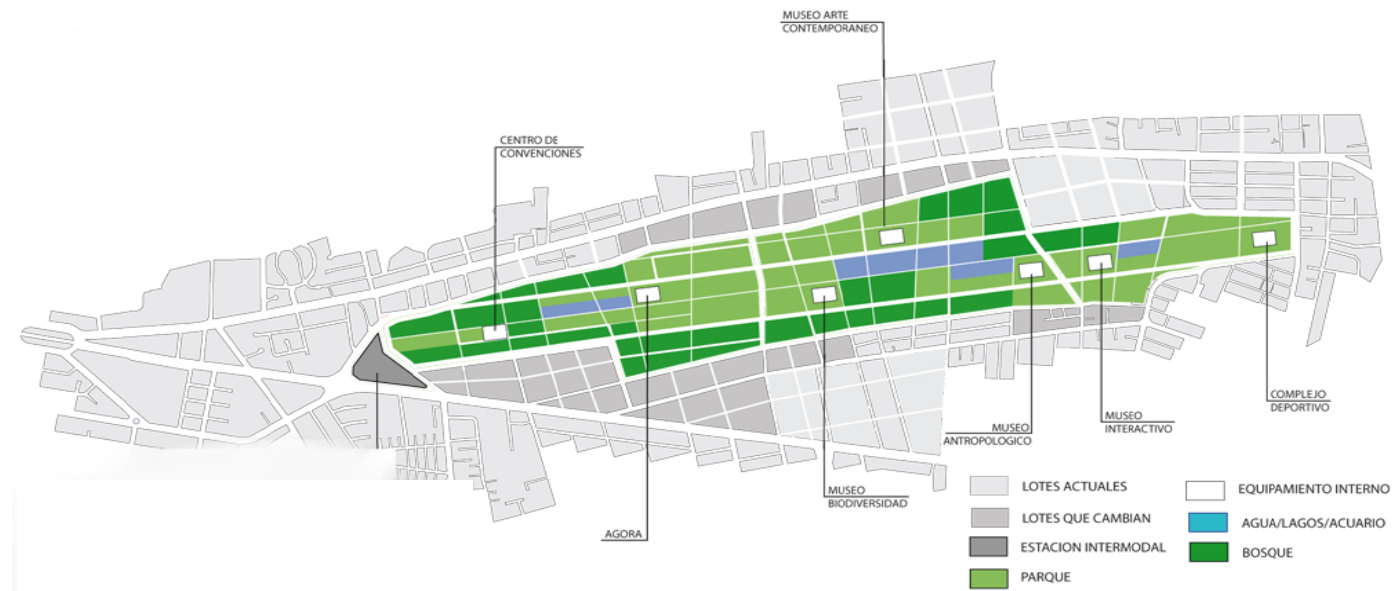 MUSEO ARTE
CONTEMPORANEO
CENTRO DE
CONVENCIONES
COMPLEJO
DEPORTIVO
MUSEO
INTERACTIVO
MUSEO
ANTROPOLOGICO
MUSEO
BIODIVERSIDAD
AGORA
LOTES ACTUALES
LOTES QUE CAMBIAN
ESTACION INTERMODAL
PARQUE
EQUIPAMIENTO INTERNO
AGUA/LAGOS/ACUARIO
BOSQUE